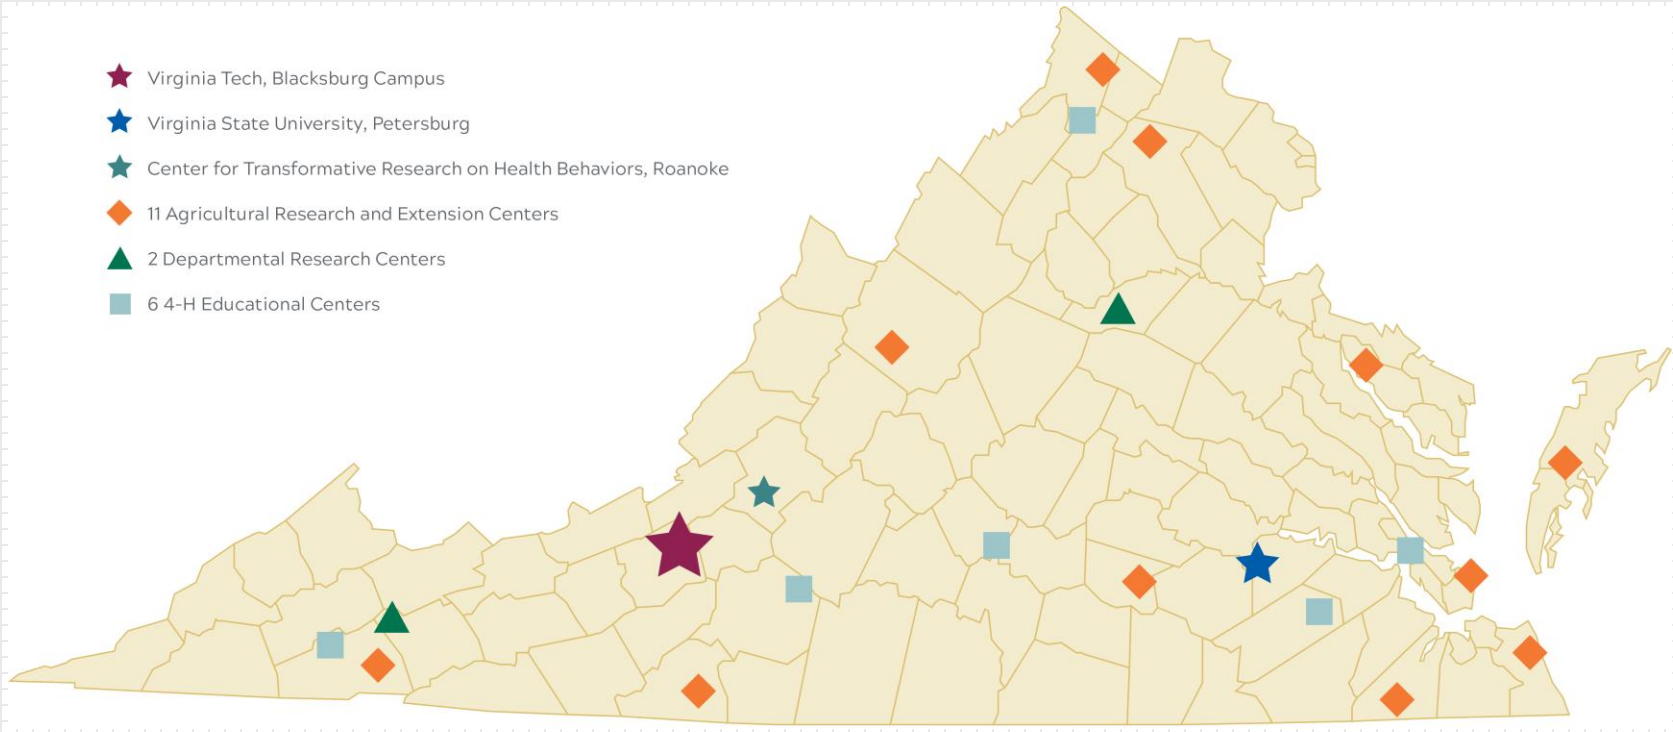 Virginia Tech, Blacksburg Campus
Virginia State University, Petersburg
Center for Transformative Research on Health Behaviors, Roanoke
11 Agricultural Research and Extension Centers
2 Departmental Research Centers
6 4-H Educational Centers